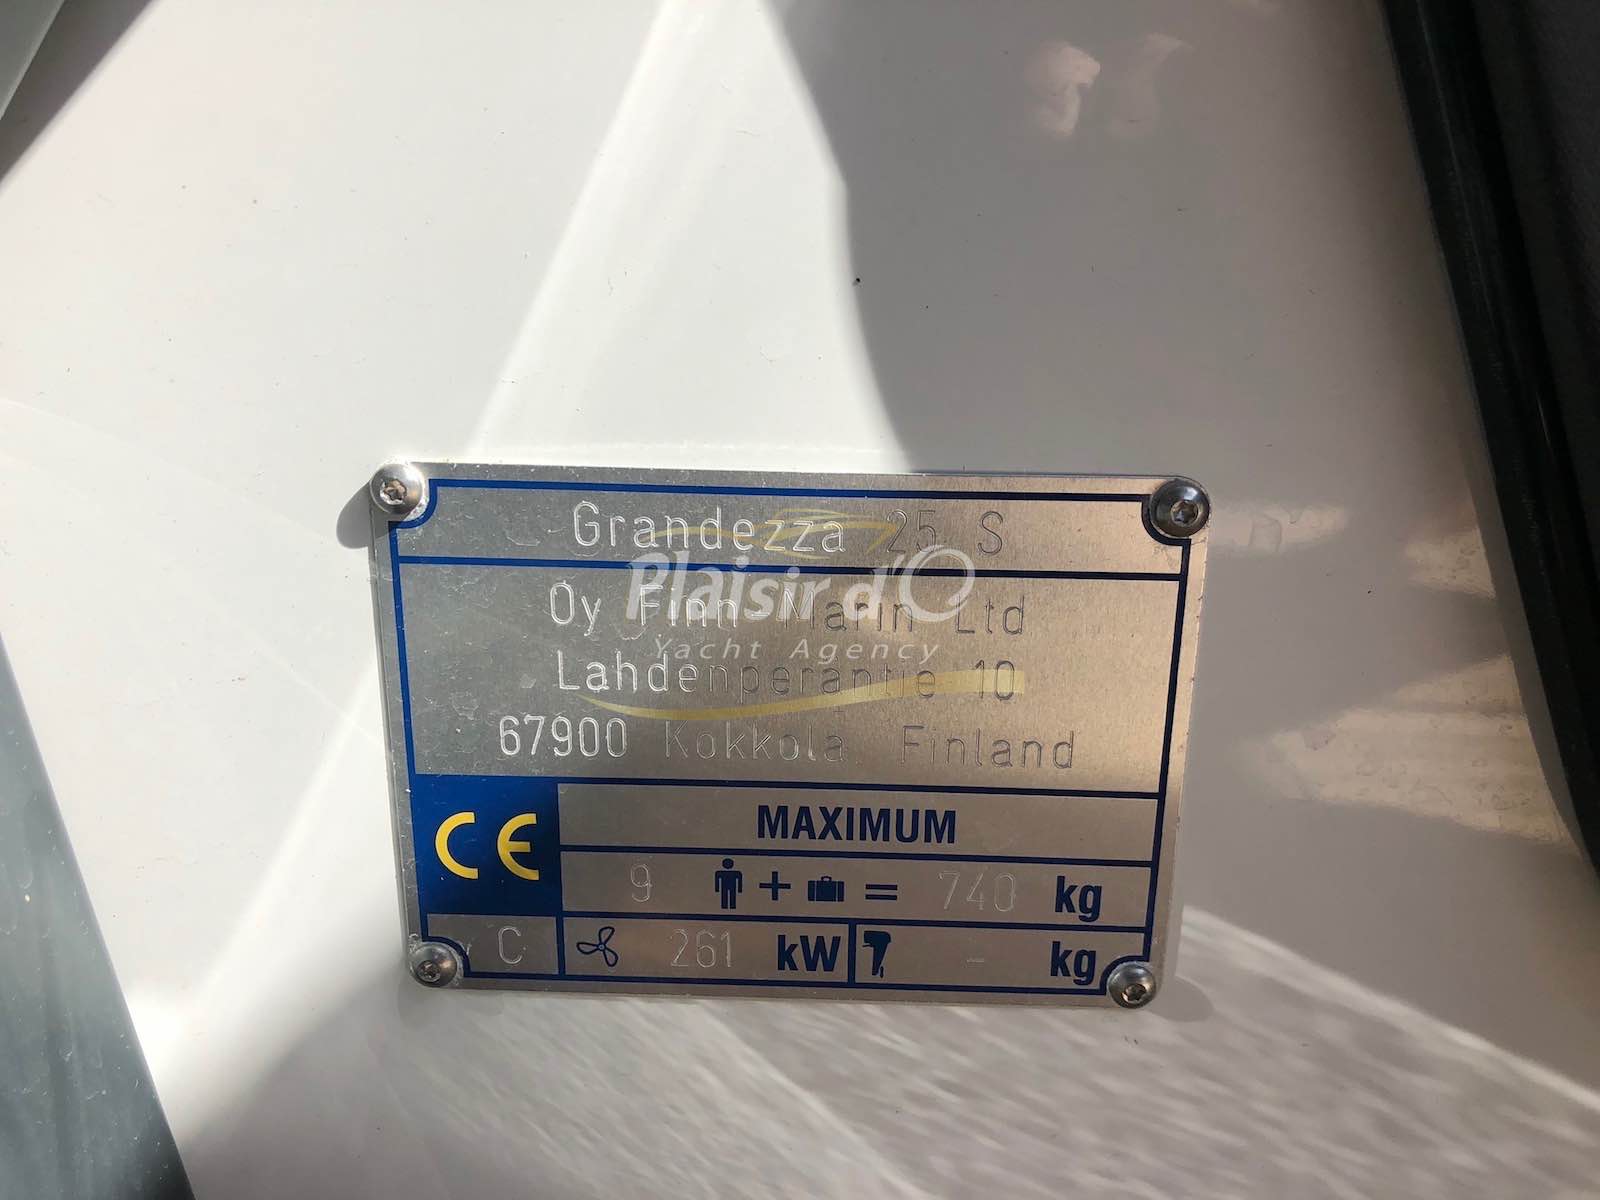 Grandezza 25 S
Oy Finn-Marin Ltd
Lahdenperantie 10
67900 Kokkola Finland
CE
MAXIMUM
9 + = 740 kg
C 261 kW - kg
Plaisir d'O
Yacht Agency